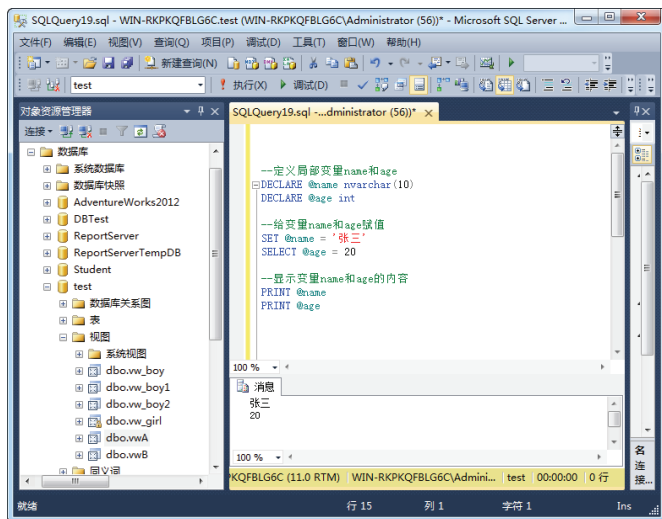 SQLQuery19.sql - WIN-RKPKQFBLG6C.test (WIN-RKPKQFBLG6C\Administrator (56))* - Microsoft SQL Server ...
文件(F) 编辑(E) 视图(V) 查询(Q) 项目(P) 调试(D) 工具(T) 窗口(W) 帮助(H)
新建查询(N)
test
执行(X) 调试(D)
对象资源管理器
连接
数据库
系统数据库
数据库快照
AdventureWorks2012
DBTest
ReportServer
ReportServerTempDB
Student
test
数据库关系图
表
视图
系统视图
dbo.vw_boy
dbo.vw_boy1
dbo.vw_boy2
dbo.vw_girl
dbo.vwA
dbo.vwB
同义词
SQLQuery19.sql -...dministrator (56))*
--定义局部变量name和age
DECLARE @name nvarchar(10)
DECLARE @age int
--给变量name和age赋值
SET @name = '张三'
SELECT @age = 20
--显示变量name和age的内容
PRINT @name
PRINT @age
100 %
消息
张三
20
100 %
KQFBLG6C (11.0 RTM) WIN-RKPKQFBLG6C\Admini... test 00:00:00 0 行
名
连
接...
就绪 行 15 列 1 字符 1 Ins